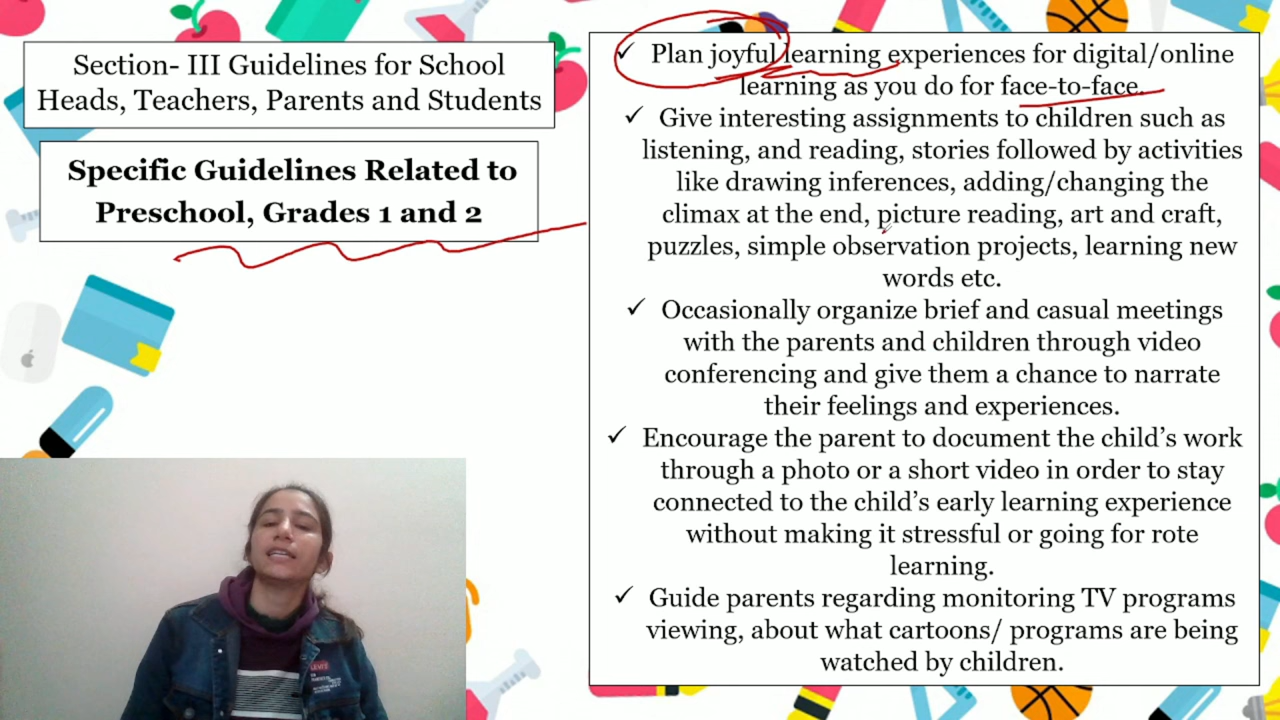 Section- III Guidelines for School
Heads, Teachers, Parents and Students
Specific Guidelines Related to
Preschool, Grades 1 and 2
✓ Plan joyful learning experiences for digital/online
learning as you do for face-to-face.
✓ Give interesting assignments to children such as
listening, and reading, stories followed by activities
like drawing inferences, adding/changing the
climax at the end, picture reading, art and craft,
puzzles, simple observation projects, learning new
words etc.
✓ Occasionally organize brief and casual meetings
with the parents and children through video
conferencing and give them a chance to narrate
their feelings and experiences.
✓ Encourage the parent to document the child's work
through a photo or a short video in order to stay
connected to the child's early learning experience
without making it stressful or going for rote
learning.
✓ Guide parents regarding monitoring TV programs
viewing, about what cartoons/ programs are being
watched by children.